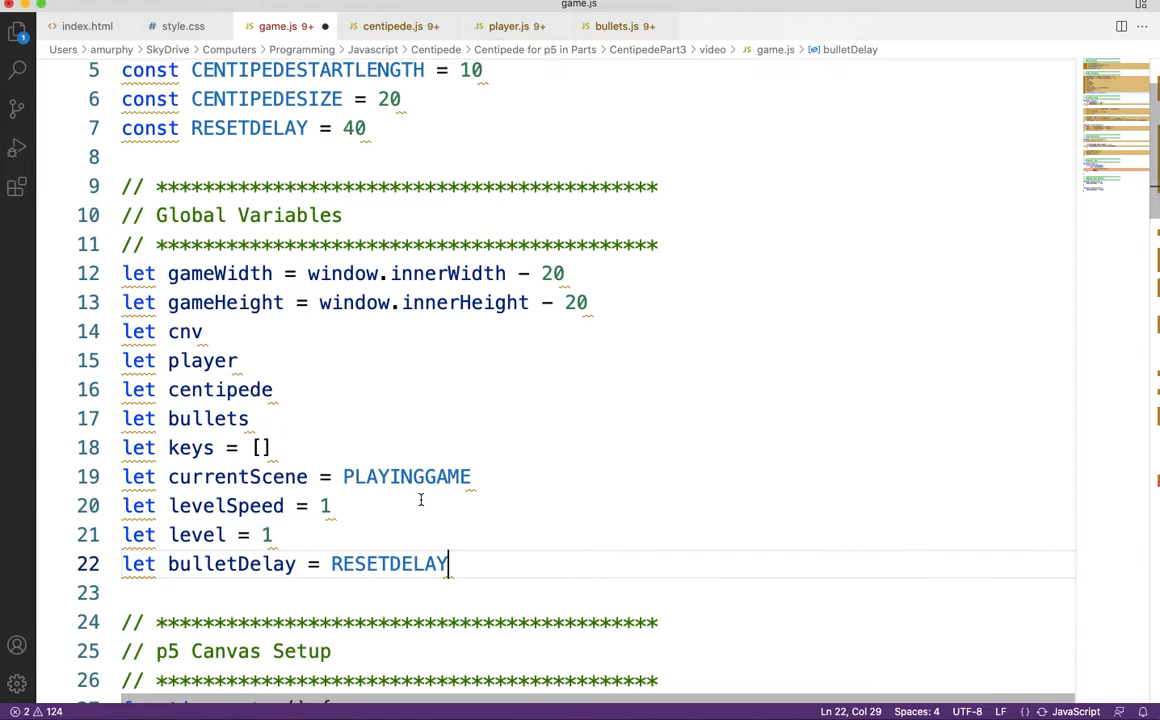 game.js
index.html
style.css
game.js 9+
centipede.js 9+
player.js 9+
bullets.js 9+
Users > amurphy > SkyDrive > Computers > Programming > Javascript > Centipede > Centipede for p5 in Parts > CentipedePart3 > video > game.js > bulletDelay
5 const CENTIPEDESTARTLENGTH = 10
6 const CENTIPEDESIZE = 20
7 const RESETDELAY = 40
8
9 // *******************************************
10 // Global Variables
11 // *******************************************
12 let gameWidth = window.innerWidth - 20
13 let gameHeight = window.innerHeight - 20
14 let cnv
15 let player
16 let centipede
17 let bullets
18 let keys = []
19 let currentScene = PLAYINGGAME
20 let levelSpeed = 1
21 let level = 1
22 let bulletDelay = RESETDELAY
23
24 // *******************************************
25 // p5 Canvas Setup
26 // *******************************************
2 124 Ln 22, Col 29 Spaces: 4 UTF-8 LF {} JavaScript